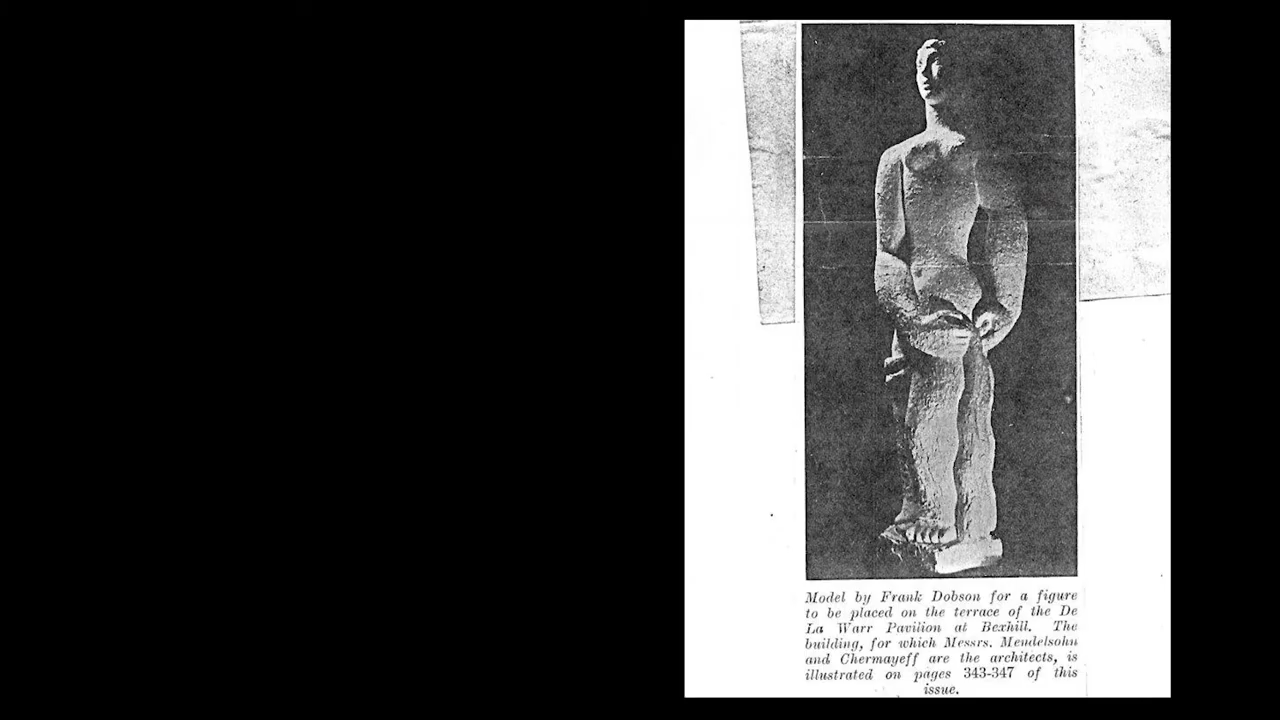 Model by Frank Dobson for a figure
to be placed on the terrace of the De
La Warr Pavilion at Bexhill. The
building, for which Messrs. Mendelsohn
and Chermayeff are the architects, is
illustrated on pages 343-347 of this
issue.